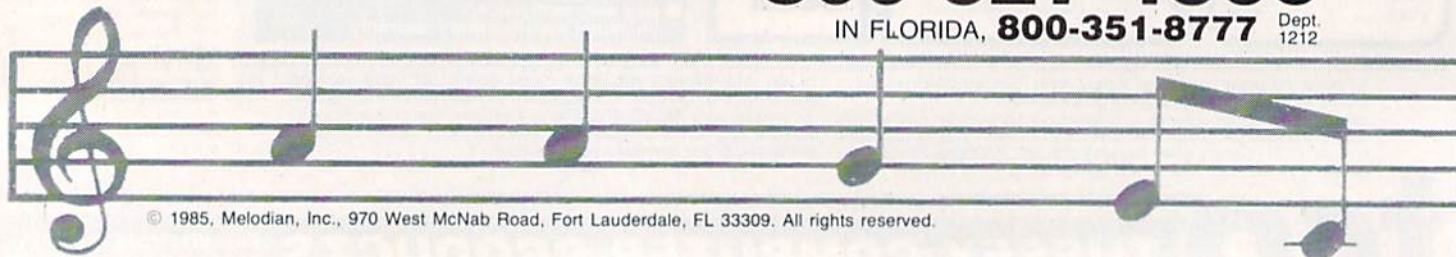 IN FLORIDA, 800-351-8777 Dept.
1212
© 1985, Melodian, Inc., 970 West McNab Road, Fort Lauderdale, FL 33309. All rights reserved.